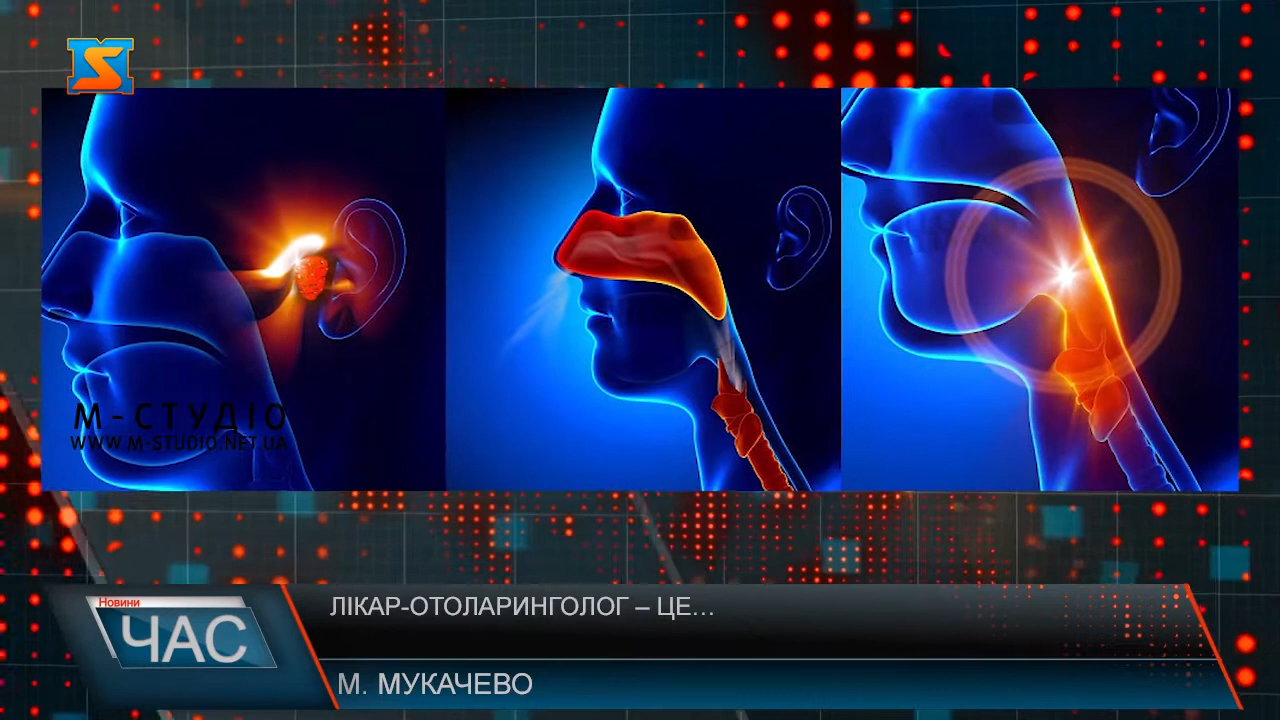 М-СТУДІО
WWW.M-STUDIO.NET.UA
Новини
ЧАС
ЛІКАР-ОТОЛАРИНГОЛОГ – ЦЕ...
М. МУКАЧЕВО